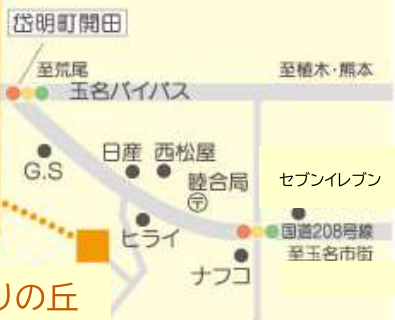 岱明町開田
至荒尾
至植木・熊本
玉名バイパス
日産
西松屋
G.S
睦合局
〒
セブンイレブン
ヒライ
国道208号線
至玉名市街
ナフコ
りの丘